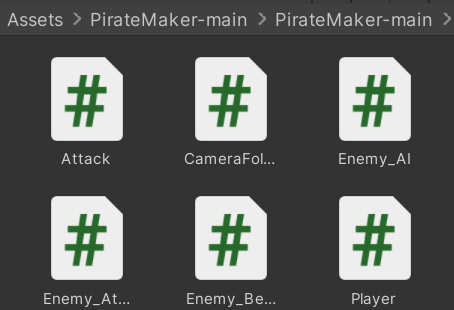 Assets > PirateMaker-main > PirateMaker-main >
Attack CameraFol... Enemy_AI
Enemy_At... Enemy_Be... Player